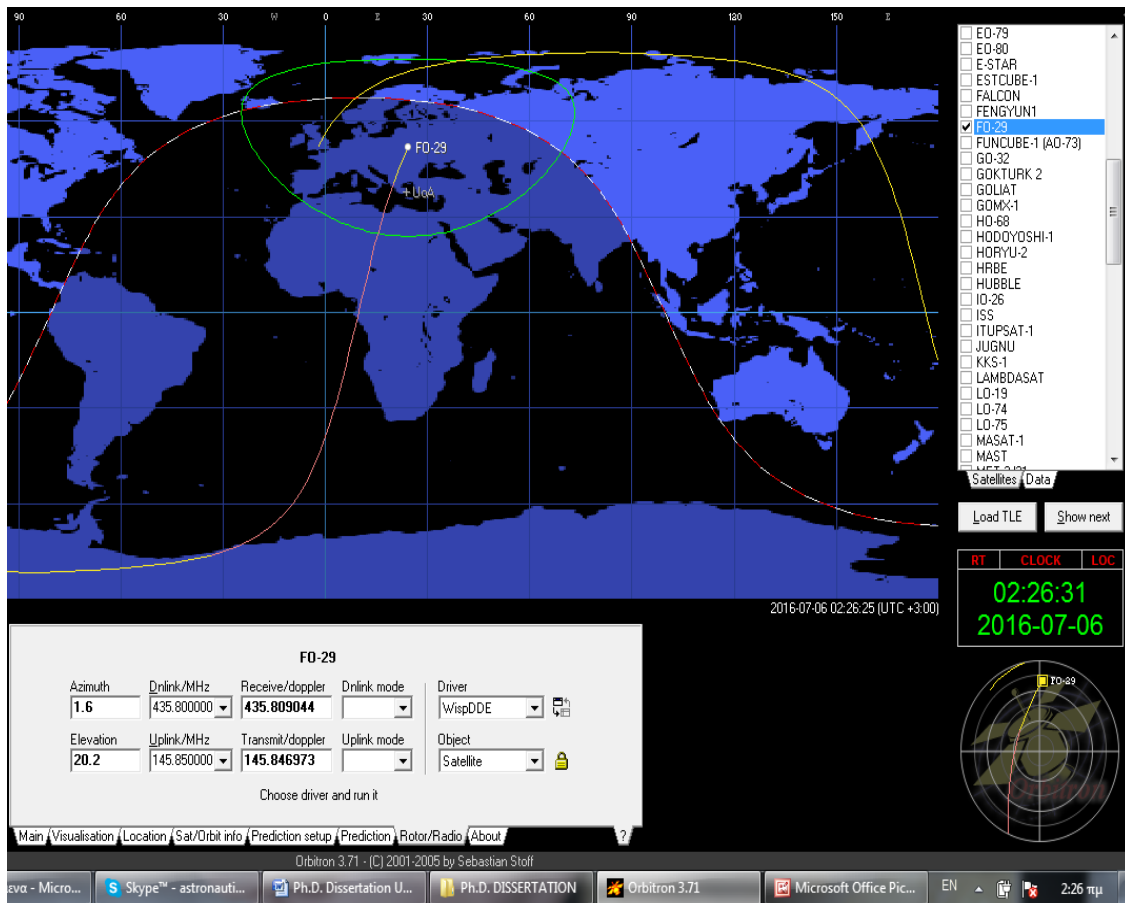 90 60 30 W 0 E 30 60 90 120 150 E
FO-29
UoA
2016-07-06 02:26:25 (UTC +3:00)
EO-79
EO-80
E-STAR
ESTCUBE-1
FALCON
FENGYUN1
FO-29
FUNCUBE-1 (AO-73)
GO-32
GOKTURK 2
GOLIAT
GOMX-1
HO-68
HODOYOSHI-1
HORYU-2
HRBE
HUBBLE
IO-26
ISS
ITUPSAT-1
JUGNU
KKS-1
LAMBDASAT
LO-19
LO-74
LO-75
MASAT-1
MAST
Satellites Data
Load TLE Show next
RT CLOCK LOC
02:26:31
2016-07-06
FO-29
FO-29
Azimuth Dnlink/MHz Receive/doppler Dnlink mode Driver
1.6 435.800000 435.809044 WispDDE
Elevation Uplink/MHz Transmit/doppler Uplink mode Object
20.2 145.850000 145.846973 Satellite
Choose driver and run it
Main Visualisation Location Sat/Orbit info Prediction setup Prediction Rotor/Radio About ?
Orbitron 3.71 - (C) 2001-2005 by Sebastian Stoff
ενα - Micro... Skype™ - astronauti... Ph.D. Dissertation U... Ph.D. DISSERTATION Orbitron 3.71 Microsoft Office Pic... EN 2:26 πμ